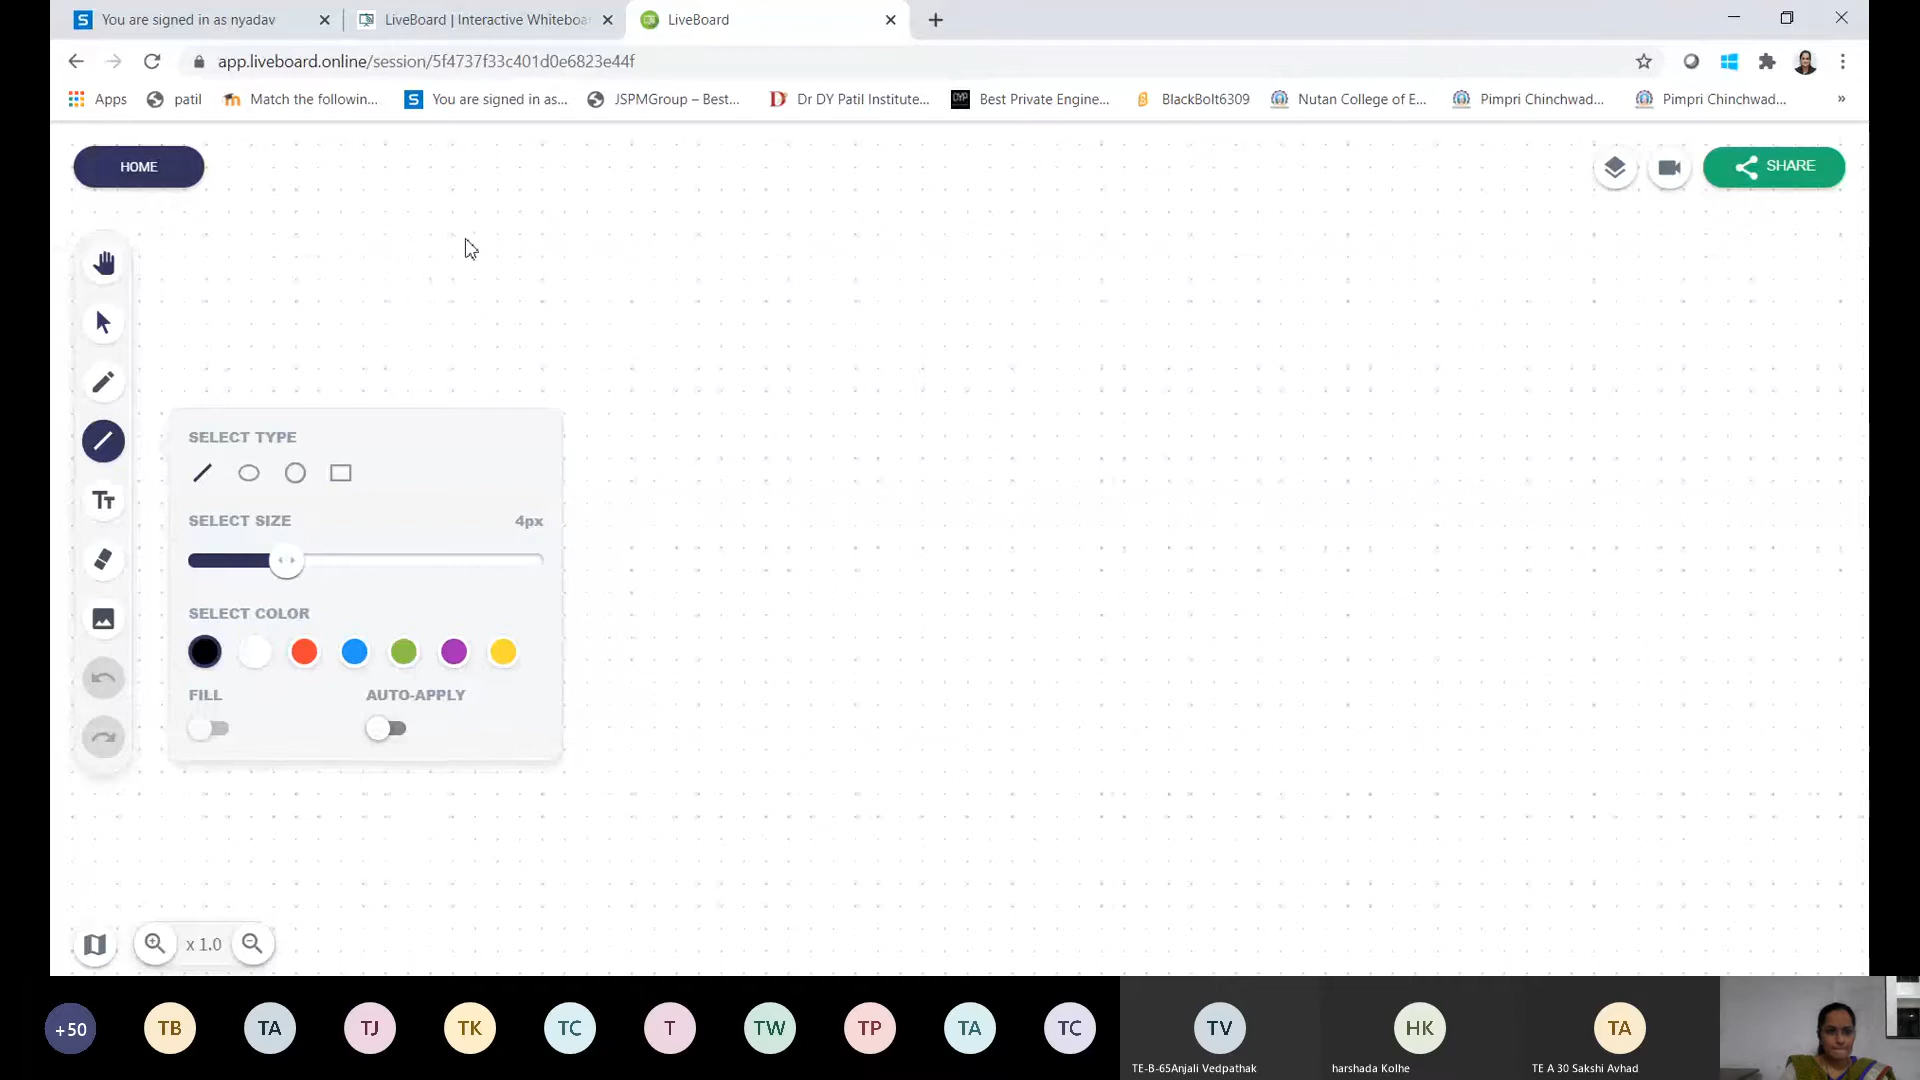 You are signed in as nyadav
LiveBoard | Interactive Whiteboa
LiveBoard
app.liveboard.online/session/5f4737f33c401d0e6823e44f
Apps
patil
Match the followin...
You are signed in as...
JSPMGroup – Best...
Dr DY Patil Institute...
Best Private Engine...
BlackBolt6309
Nutan College of E...
Pimpri Chinchwad...
Pimpri Chinchwad...
»
HOME
SHARE
SELECT TYPE
Tт
SELECT SIZE 4px
SELECT COLOR
FILL AUTO-APPLY
x 1.0
+50
TB
TA
TJ
TK
TC
T
TW
TP
TA
TC
TV
HK
TA
TE-B-65Anjali Vedpathak
harshada Kolhe
TE A 30 Sakshi Avhad